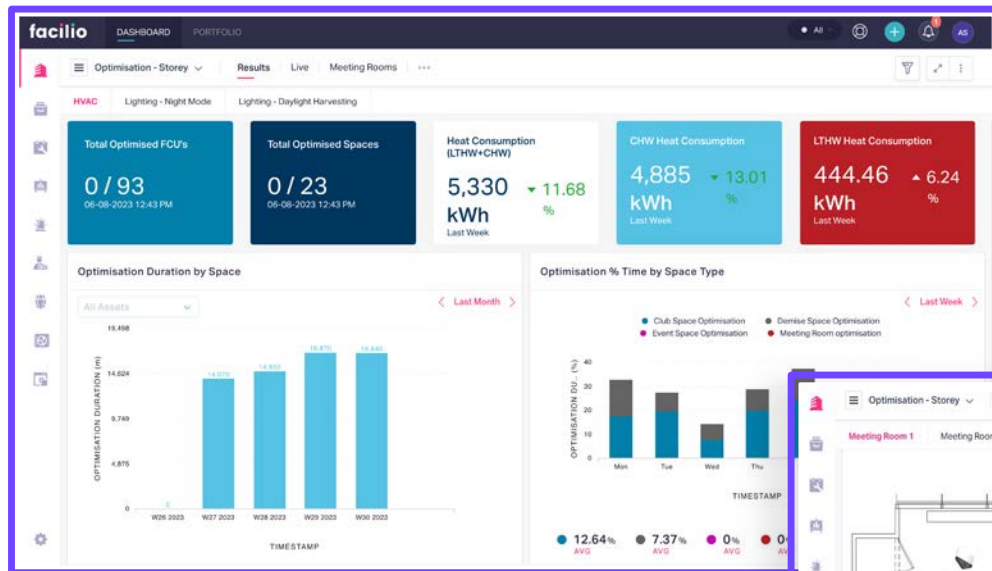 facilio DASHBOARD PORTFOLIO All 1 AS
Optimisation - Storey Results Live Meeting Rooms
HVAC Lighting - Night Mode Lighting - Daylight Harvesting
Total Optimised FCU's
0 / 93
06-08-2023 12:43 PM
Total Optimised Spaces
0 / 23
06-08-2023 12:43 PM
Heat Consumption
(LTHW+CHW)
5,330
kWh
11.68
%
Last Week
CHW Heat Consumption
4,885
kWh
13.01
%
Last Week
LTHW Heat Consumption
444.46
kWh
6.24
%
Last Week
Optimisation Duration by Space
All Assets
Last Month
OPTIMISATION DURATION (m)
19,498
14,624
9,749
4,875
0
W26 2023 W27 2023 W28 2023 W29 2023 W30 2023
TIMESTAMP
Optimisation % Time by Space Type
Last Week
Club Space Optimisation Demise Space Optimisation
Event Space Optimisation Meeting Room optimisation
OPTIMISATION DU.. (%)
40
30
20
10
0
Mon Tue Wed Thu
TIMESTAMP
12.64% 7.37% 0%
AVG AVG AVG AVG
Optimisation - Storey
Meeting Room 1